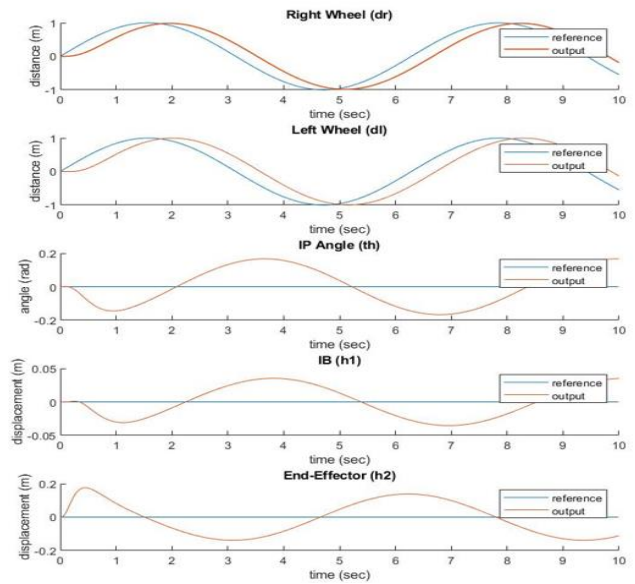 Right Wheel (dr)
distance (m)
1
0
-1
reference
output
0 1 2 3 4 5 6 7 8 9 10
time (sec)
Left Wheel (dl)
distance (m)
1
0
-1
reference
output
0 1 2 3 4 5 6 7 8 9 10
time (sec)
IP Angle (th)
angle (rad)
0.2
0
-0.2
reference
output
0 1 2 3 4 5 6 7 8 9 10
time (sec)
IB (h1)
displacement (m)
0.05
0
-0.05
reference
output
0 1 2 3 4 5 6 7 8 9 10
time (sec)
End-Effector (h2)
displacement (m)
0.2
0
-0.2
reference
output
0 1 2 3 4 5 6 7 8 9 10
time (sec)